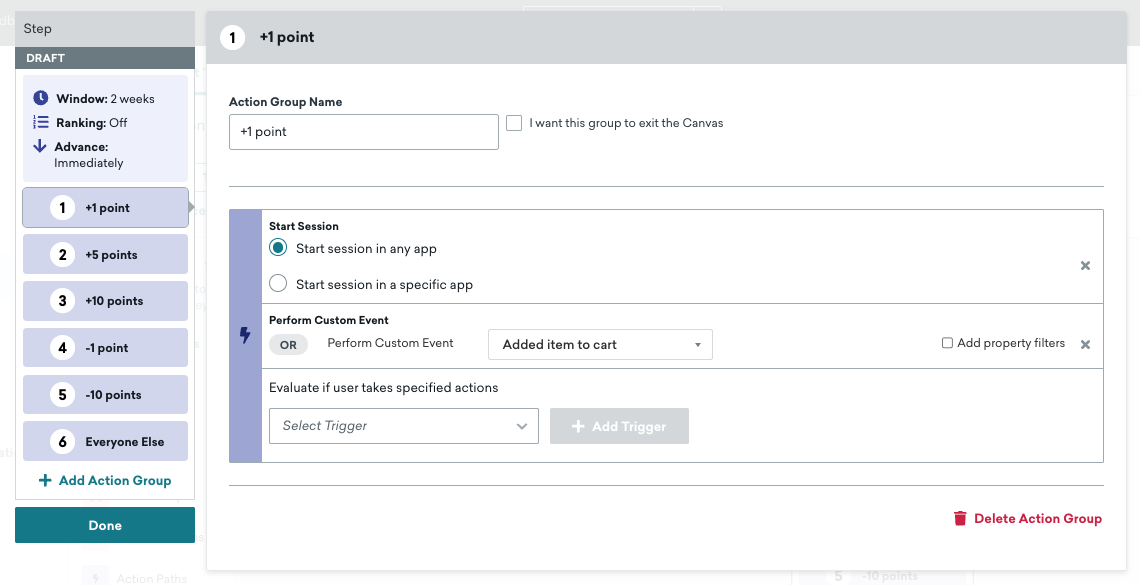 Step
DRAFT
Window: 2 weeks
Ranking: Off
Advance:
Immediately
1 +1 point
2 +5 points
3 +10 points
4 -1 point
5 -10 points
6 Everyone Else
+ Add Action Group
Done
1 +1 point
Action Group Name
+1 point
I want this group to exit the Canvas
Start Session
Start session in any app
Start session in a specific app
Perform Custom Event
OR Perform Custom Event Added item to cart Add property filters
Evaluate if user takes specified actions
Select Trigger + Add Trigger
Delete Action Group
Action Paths
5 -10 points